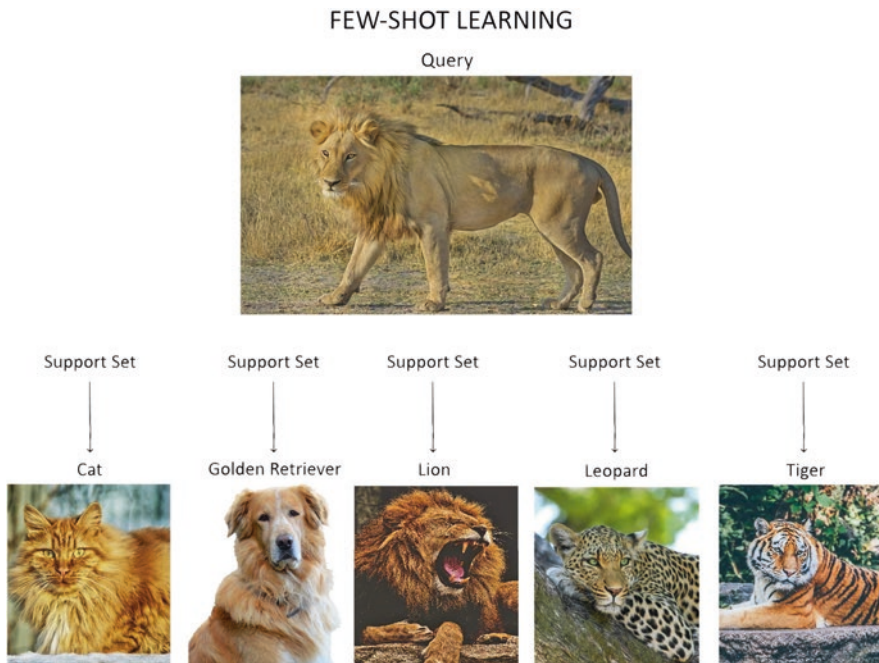 FEW-SHOT LEARNING
Query
Support Set Support Set Support Set Support Set Support Set
Cat Golden Retriever Lion Leopard Tiger